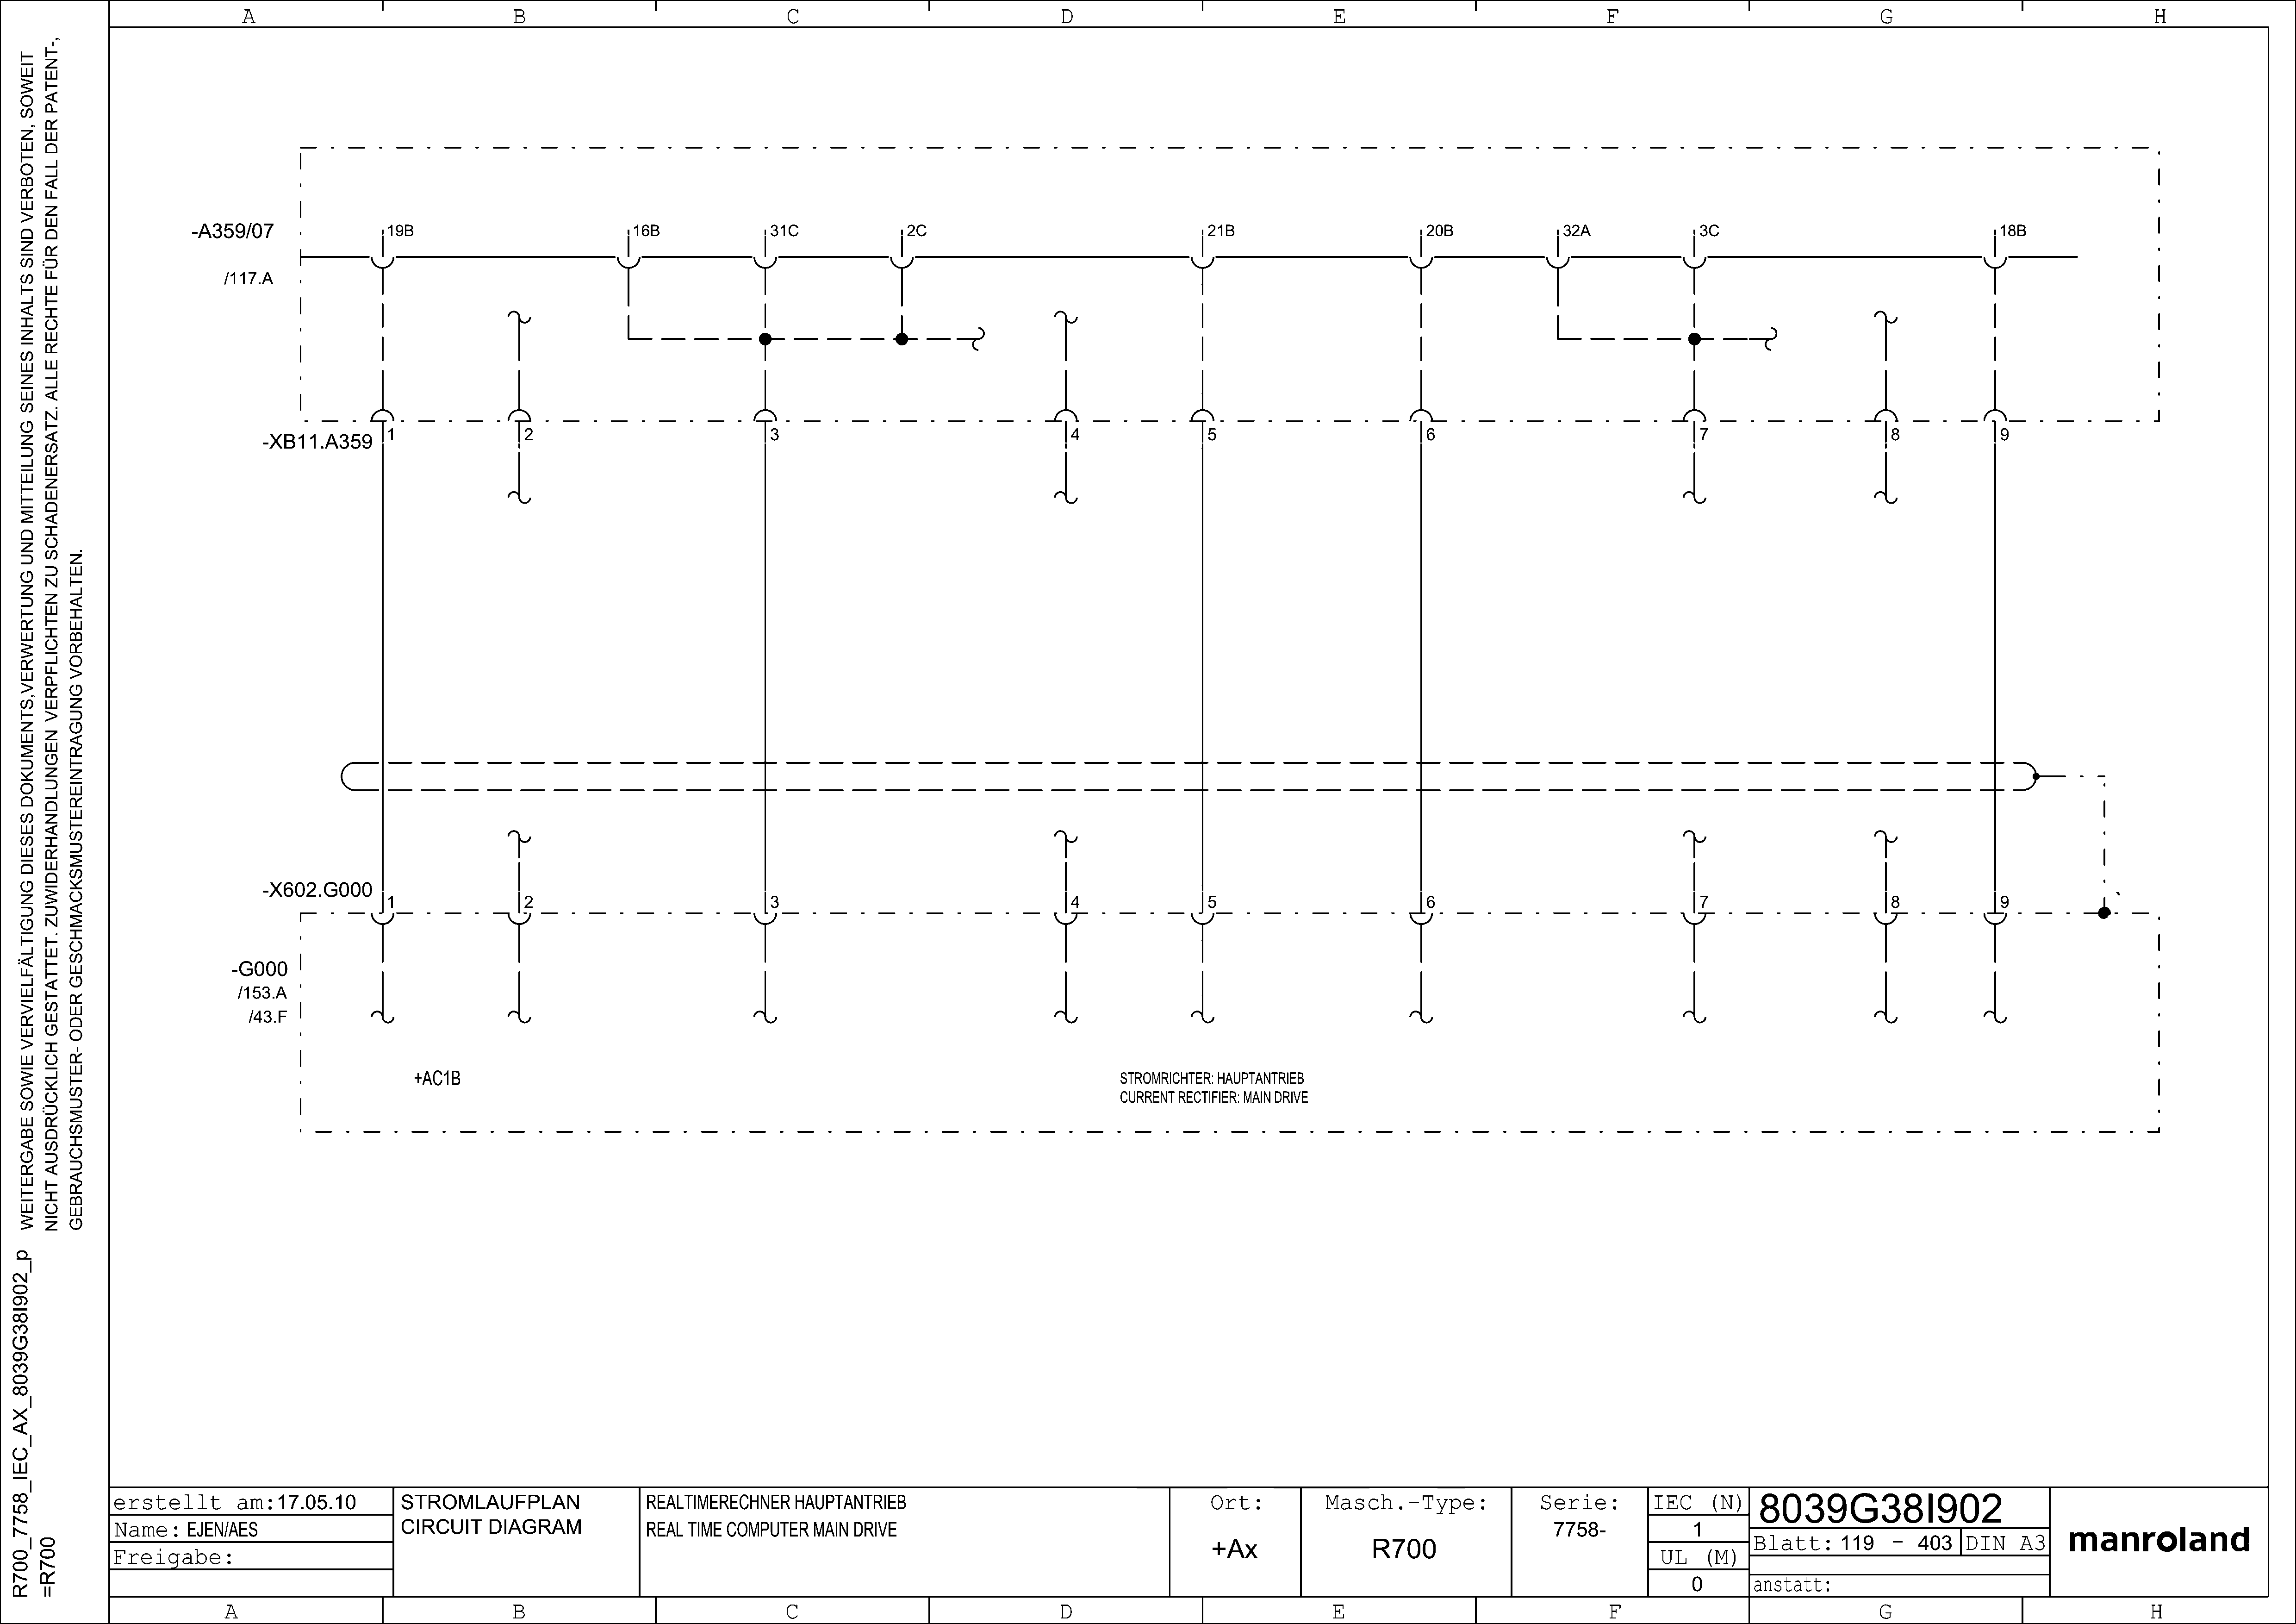 A B C D E F G H
WEITERGABE SOWIE VERVIELFÄLTIGUNG DIESES DOKUMENTS,VERWERTUNG UND MITTEILUNG SEINES INHALTS SIND VERBOTEN, SOWEIT
NICHT AUSDRÜCKLICH GESTATTET. ZUWIDERHANDLUNGEN VERPFLICHTEN ZU SCHADENERSATZ. ALLE RECHTE FÜR DEN FALL DER PATENT-,
GEBRAUCHSMUSTER- ODER GESCHMACKSMUSTEREINTRAGUNG VORBEHALTEN.
R700_7758_IEC_AX_8039G38I902_p
=R700
-A359/07 19B 16B 31C 2C 21B 20B 32A 3C 18B
/117.A
-XB11.A359 1 2 3 4 5 6 7 8 9
-X602.G000 1 2 3 4 5 6 7 8 9
-G000
/153.A
/43.F
+AC1B
STROMRICHTER: HAUPTANTRIEB
CURRENT RECTIFIER: MAIN DRIVE
erstellt am:17.05.10
Name: EJEN/AES
Freigabe:
STROMLAUFPLAN
CIRCUIT DIAGRAM
REALTIMERECHNER HAUPTANTRIEB
REAL TIME COMPUTER MAIN DRIVE
Ort:
+Ax
Masch.-Type:
R700
Serie:
7758-
IEC (N)
1
UL (M)
0
8039G38I902
Blatt: 119 - 403 DIN A3
anstatt:
manroland
A B C D E F G H